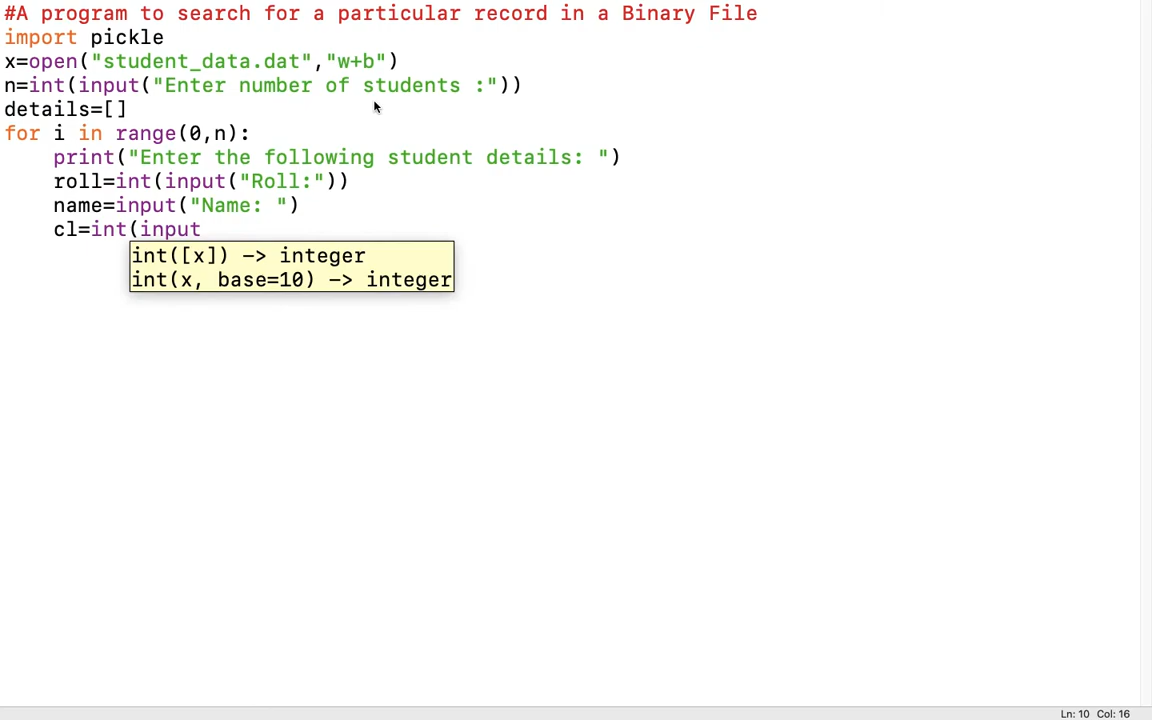 #A program to search for a particular record in a Binary File
import pickle
x=open("student_data.dat","w+b")
n=int(input("Enter number of students :"))
details=[]
for i in range(0,n):
    print("Enter the following student details: ")
    roll=int(input("Roll:"))
    name=input("Name: ")
    cl=int(input
int([x]) -> integer
int(x, base=10) -> integer
Ln: 10 Col: 16